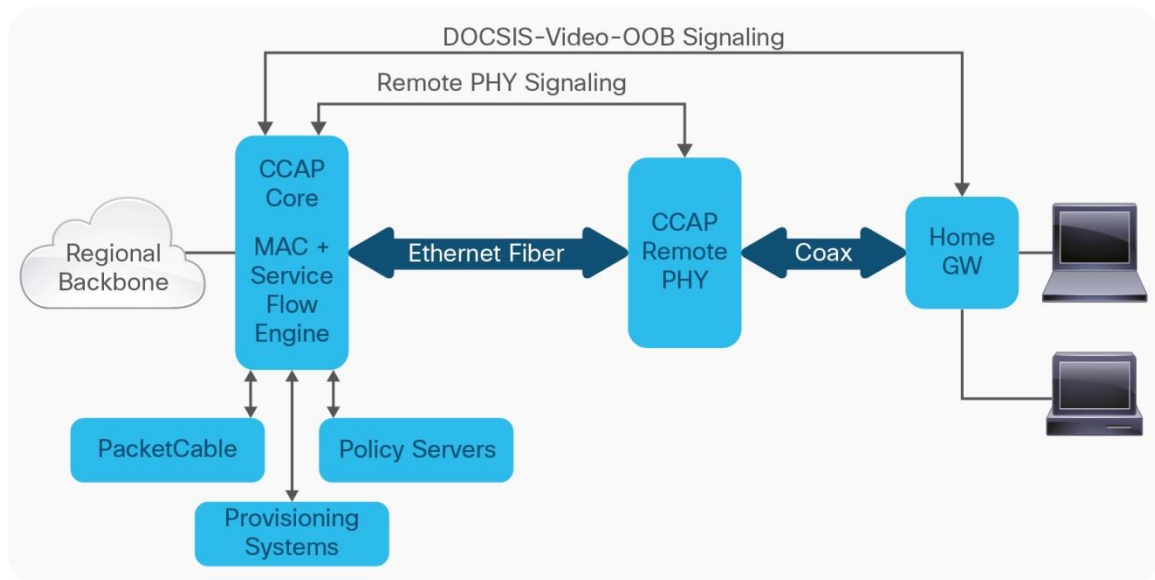 DOCSIS-Video-OOB Signaling
Remote PHY Signaling
CCAP
Core
MAC +
Service
Flow
Engine
Regional
Backbone
Ethernet Fiber
CCAP
Remote
PHY
Coax
Home
GW
PacketCable
Policy Servers
Provisioning
Systems